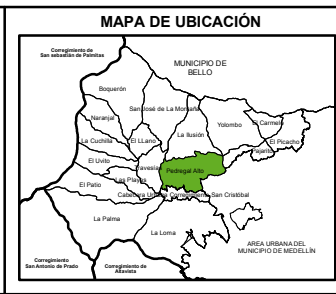 MAPA DE UBICACIÓN
Corregimiento de
San sebastián de Palmitas
MUNICIPIO DE
BELLO
Boquerón
San José de La Montaña
Naranjal
La Ilusión
Yolombo
El Carmelo
La Cuchilla
El LLano
El Picacho
Pajarito
El Uvito
Travesías
Pedregal Alto
Las Playas
El Patio
Cabecera Urbana Corregimiento San Cristóbal
La Palma
La Loma
AREA URBANA DEL
MUNICIPIO DE MEDELLÍN
Corregimiento
San Antonio de Prado
Corregimiento de
Altavista